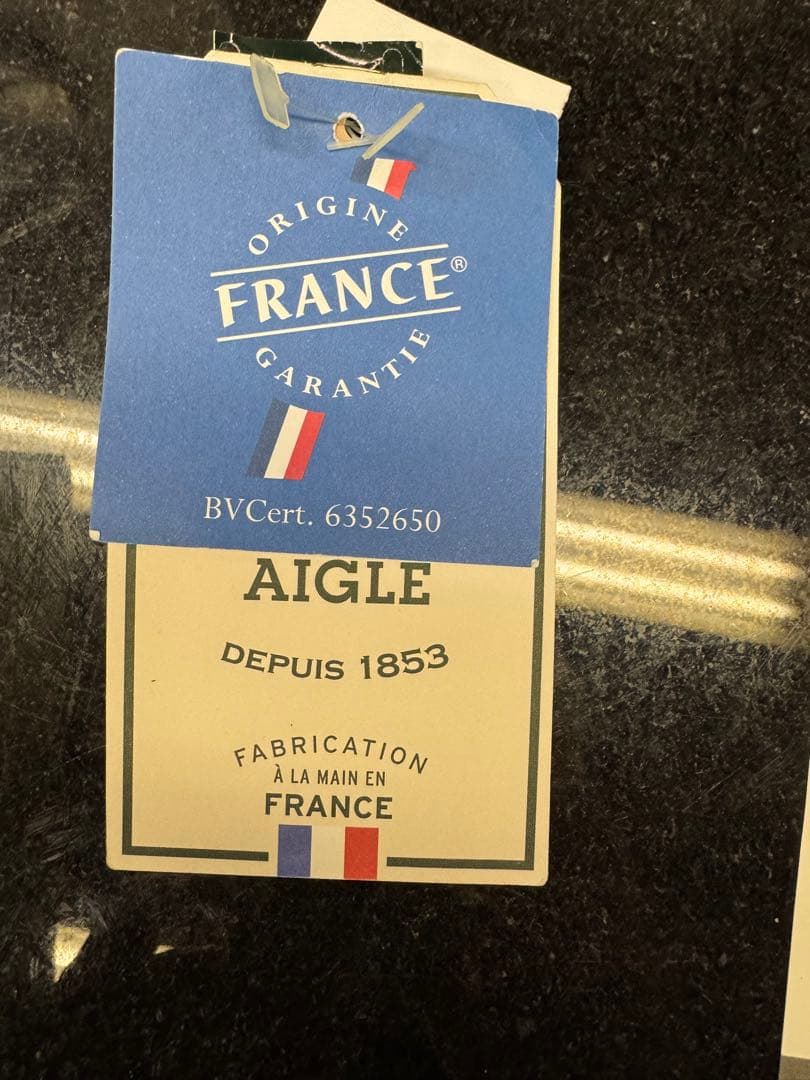 ORIGINE
FRANCE®
GARANTIE
BVCert. 6352650
AIGLE
DEPUIS 1853
FABRICATION
À LA MAIN EN
FRANCE